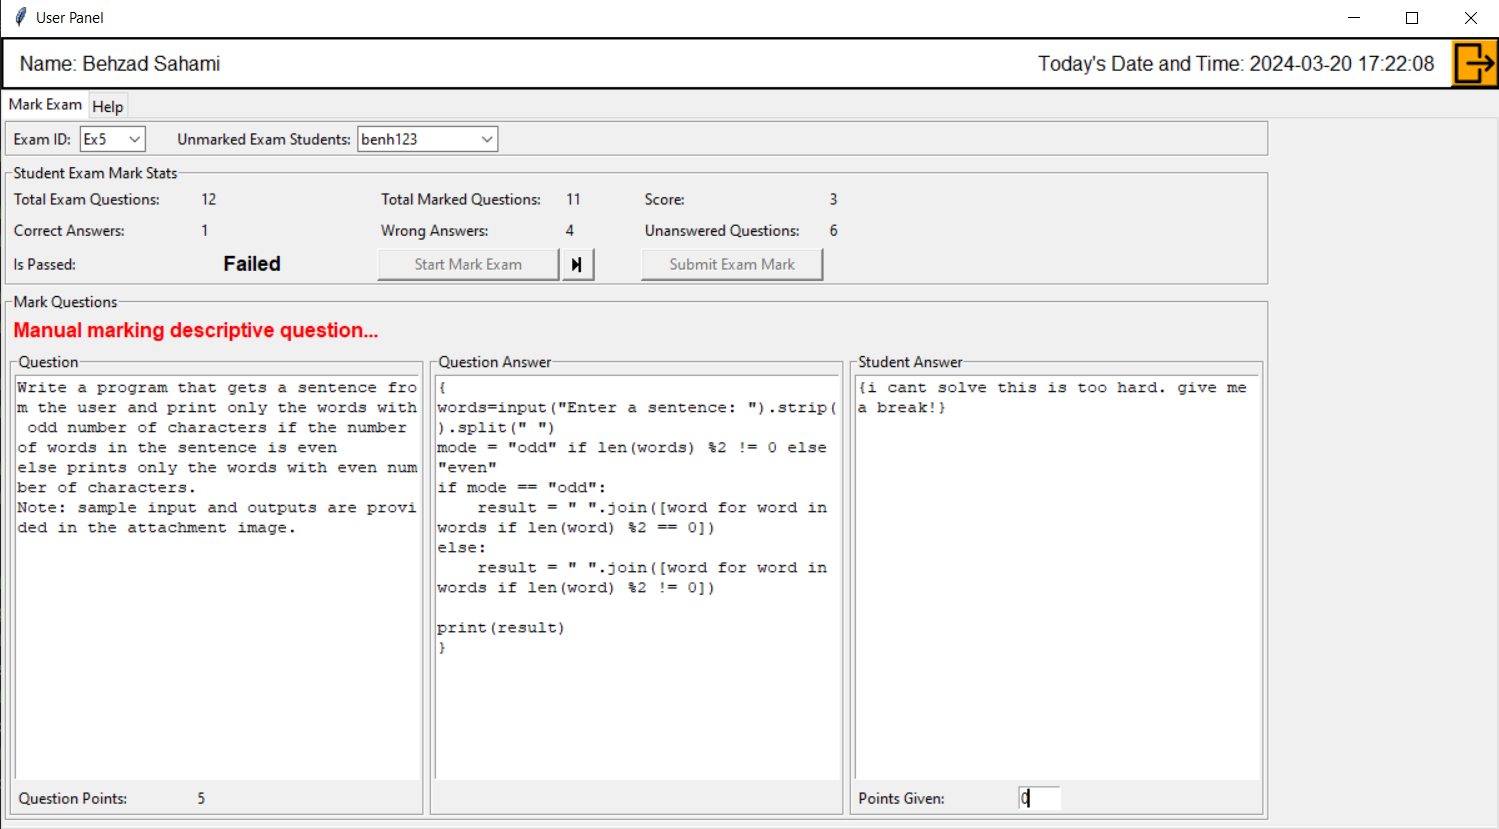 User Panel
Name: Behzad Sahami
Today's Date and Time: 2024-03-20 17:22:08
Mark Exam Help
Exam ID: Ex5 Unmarked Exam Students: benh123
Student Exam Mark Stats
Total Exam Questions: 12 Total Marked Questions: 11 Score: 3
Correct Answers: 1 Wrong Answers: 4 Unanswered Questions: 6
Is Passed: Failed Start Mark Exam Submit Exam Mark
Mark Questions
Manual marking descriptive question...
Question
Write a program that gets a sentence fro
m the user and print only the words with
 odd number of characters if the number
of words in the sentence is even
else prints only the words with even num
ber of characters.
Note: sample input and outputs are provi
ded in the attachment image.
Question Points: 5
Question Answer
{
words=input("Enter a sentence: ").strip(
).split(" ")
mode = "odd" if len(words) %2 != 0 else
"even"
if mode == "odd":
    result = " ".join([word for word in
words if len(word) %2 == 0])
else:
    result = " ".join([word for word in
words if len(word) %2 != 0])
print(result)
}
Student Answer
{i cant solve this is too hard. give me
a break!}
Points Given: 0